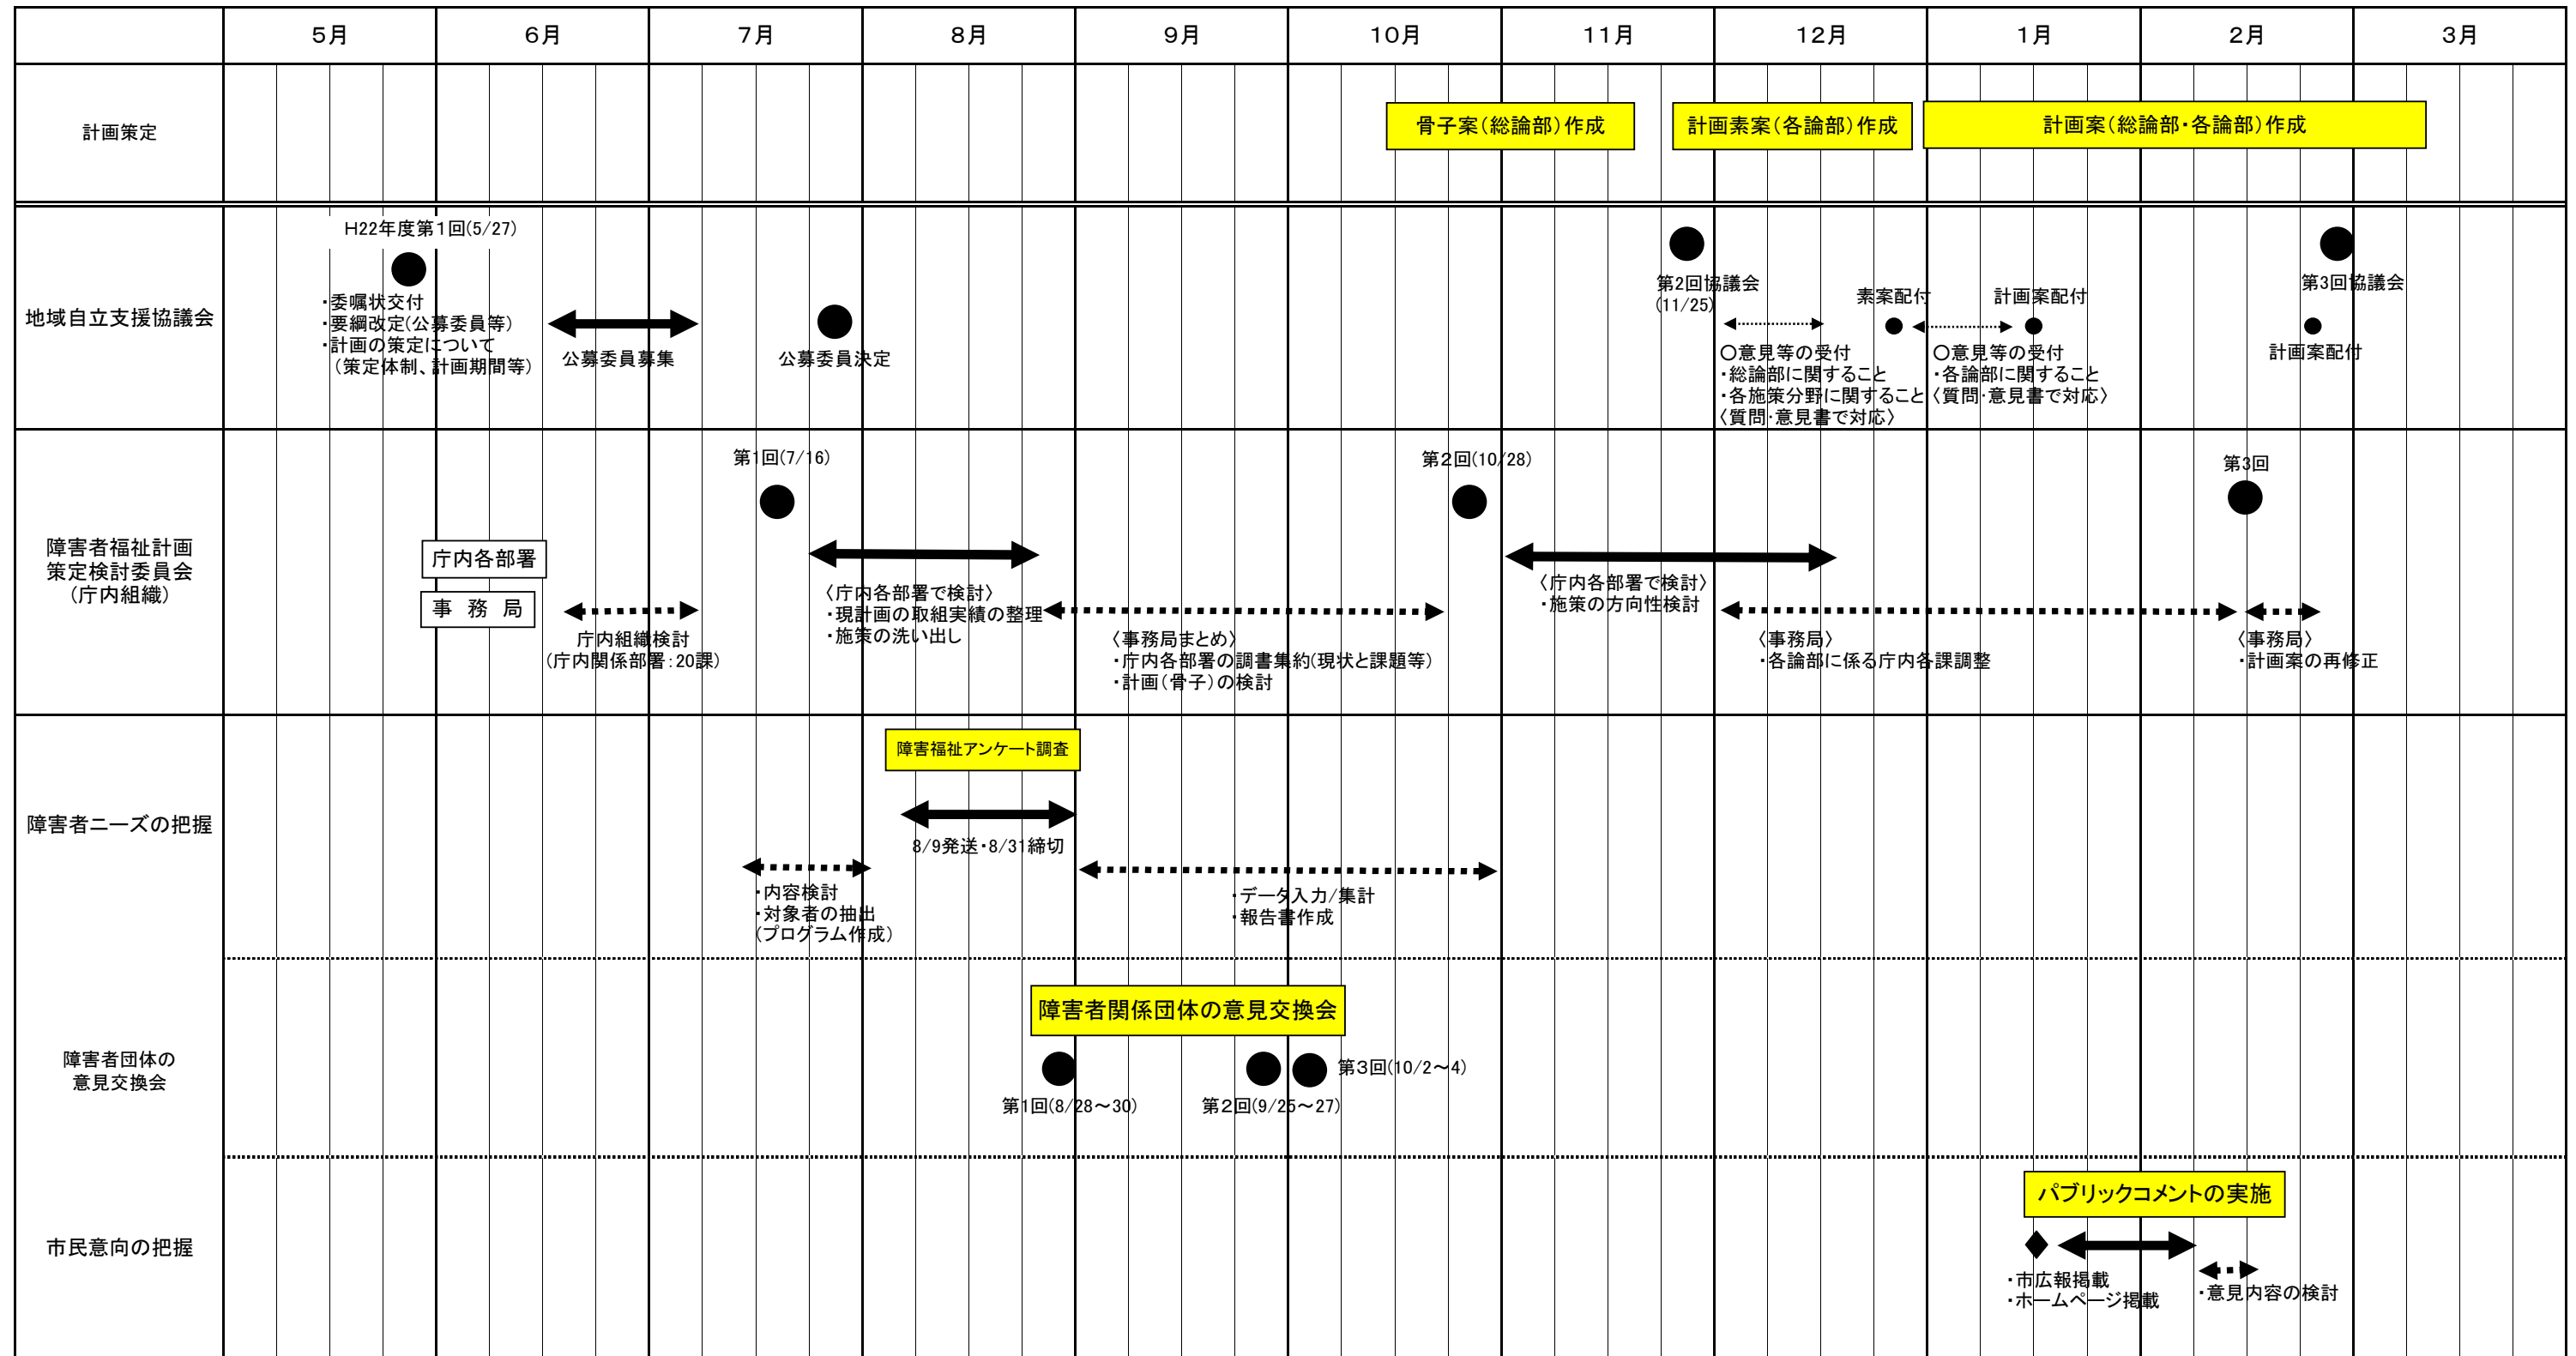 5月
6月
7月
8月
9月
10月
11月
12月
1月
2月
3月
計画策定
骨子案(総論部)作成
計画素案(各論部)作成
計画案(総論部・各論部)作成
地域自立支援協議会
H22年度第1回(5/27)
・委嘱状交付
・要綱改定(公募委員等)
・計画の策定について
(策定体制、計画期間等)
公募委員募集
公募委員決定
第2回協議会
(11/25)
〇意見等の受付
・総論部に関すること
・各施策分野に関すること
〈質問・意見書で対応〉
素案配付
〇意見等の受付
・各論部に関すること
〈質問・意見書で対応〉
計画案配付
第3回協議会
計画案配付
障害者福祉計画
策定検討委員会
(庁内組織)
庁内各部署
事 務 局
庁内組織検討
(庁内関係部署:20課)
第1回(7/16)
〈庁内各部署で検討〉
・現計画の取組実績の整理
・施策の洗い出し
〈事務局まとめ〉
・庁内各部署の調書集約(現状と課題等)
・計画(骨子)の検討
第2回(10/28)
〈庁内各部署で検討〉
・施策の方向性検討
〈事務局〉
・各論部に係る庁内各課調整
第3回
〈事務局〉
・計画案の再修正
障害者ニーズの把握
障害福祉アンケート調査
8/9発送・8/31締切
・内容検討
・対象者の抽出
(プログラム作成)
・データ入力/集計
・報告書作成
障害者団体の
意見交換会
障害者関係団体の意見交換会
第1回(8/28～30)
第2回(9/25～27)
第3回(10/2～4)
市民意向の把握
パブリックコメントの実施
・市広報掲載
・ホームページ掲載
・意見内容の検討